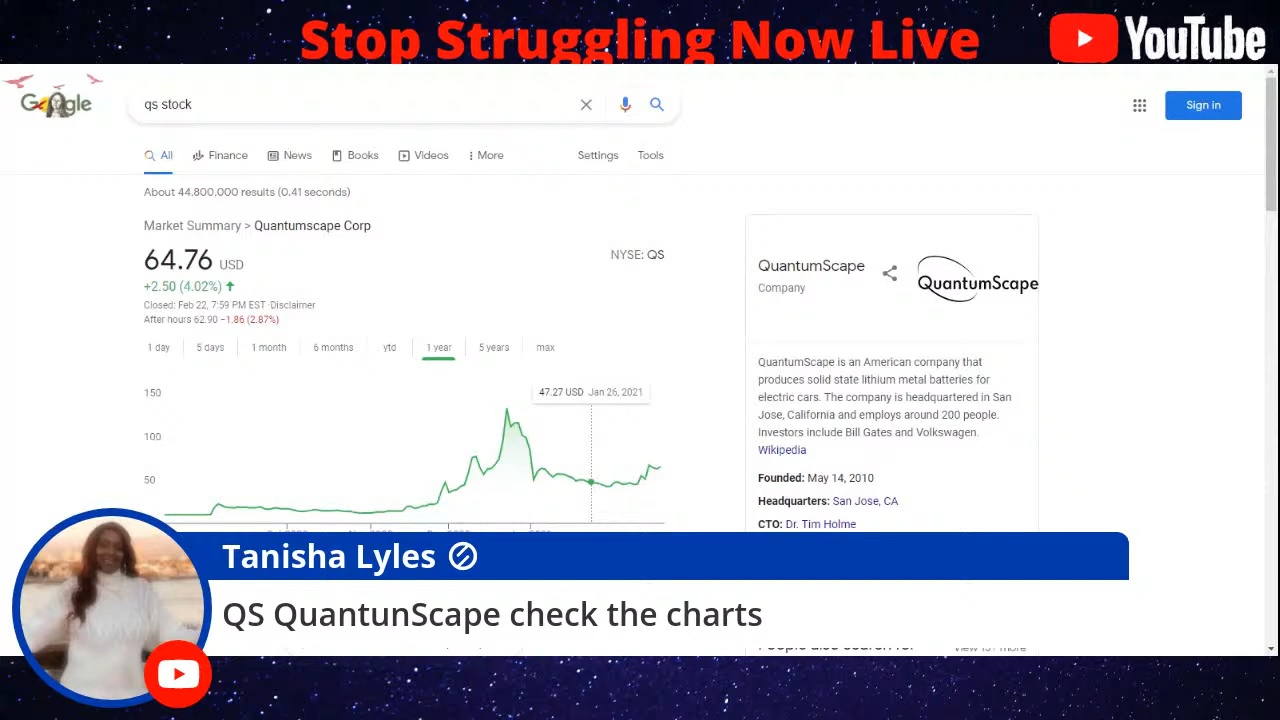 Stop Struggling Now Live
YouTube
Google
qs stock
Sign in
All Finance News Books Videos More Settings Tools
About 44,800,000 results (0.41 seconds)
Market Summary > Quantumscape Corp
64.76 USD
NYSE: QS
+2.50 (4.02%)
Closed: Feb 22, 7:59 PM EST · Disclaimer
After hours 62.90 −1.86 (2.87%)
1 day 5 days 1 month 6 months ytd 1 year 5 years max
47.27 USD Jan 26, 2021
150
100
50
QuantumScape
Company
QuantumScape
QuantumScape is an American company that
produces solid state lithium metal batteries for
electric cars. The company is headquartered in San
Jose, California and employs around 200 people.
Investors include Bill Gates and Volkswagen.
Wikipedia
Founded: May 14, 2010
Headquarters: San Jose, CA
CTO: Dr. Tim Holme
Tanisha Lyles
QS QuantunScape check the charts
People also search for